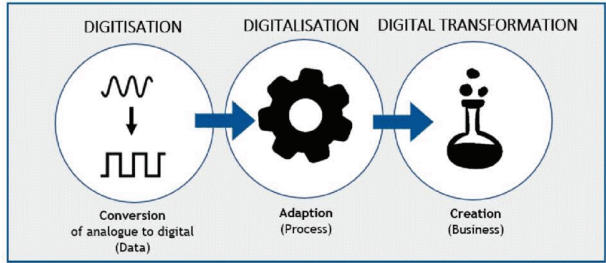 DIGITISATION
DIGITALISATION
DIGITAL TRANSFORMATION
Conversion
of analogue to digital
(Data)
Adaption
(Process)
Creation
(Business)